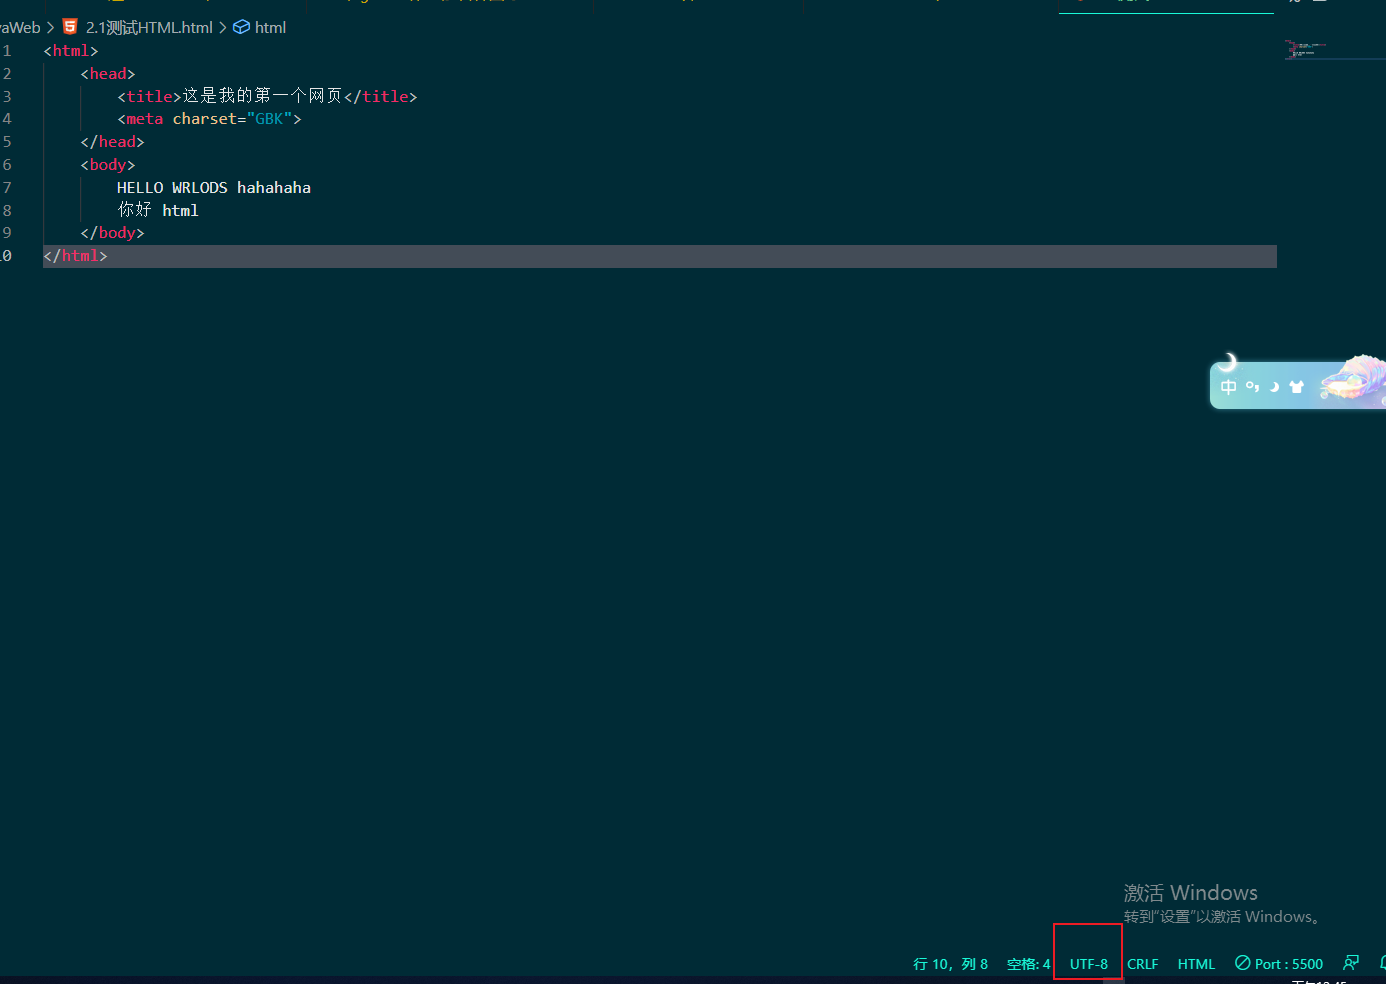 vaWeb > 2.1测试HTML.html > html
1 <html>
2 <head>
3 <title>这是我的第一个网页</title>
4 <meta charset="GBK">
5 </head>
6 <body>
7 HELLO WRLODS hahahaha
8 你好 html
9 </body>
10 </html>
中
激活 Windows
转到"设置"以激活 Windows。
行 10，列 8 空格: 4 UTF-8 CRLF HTML Port : 5500